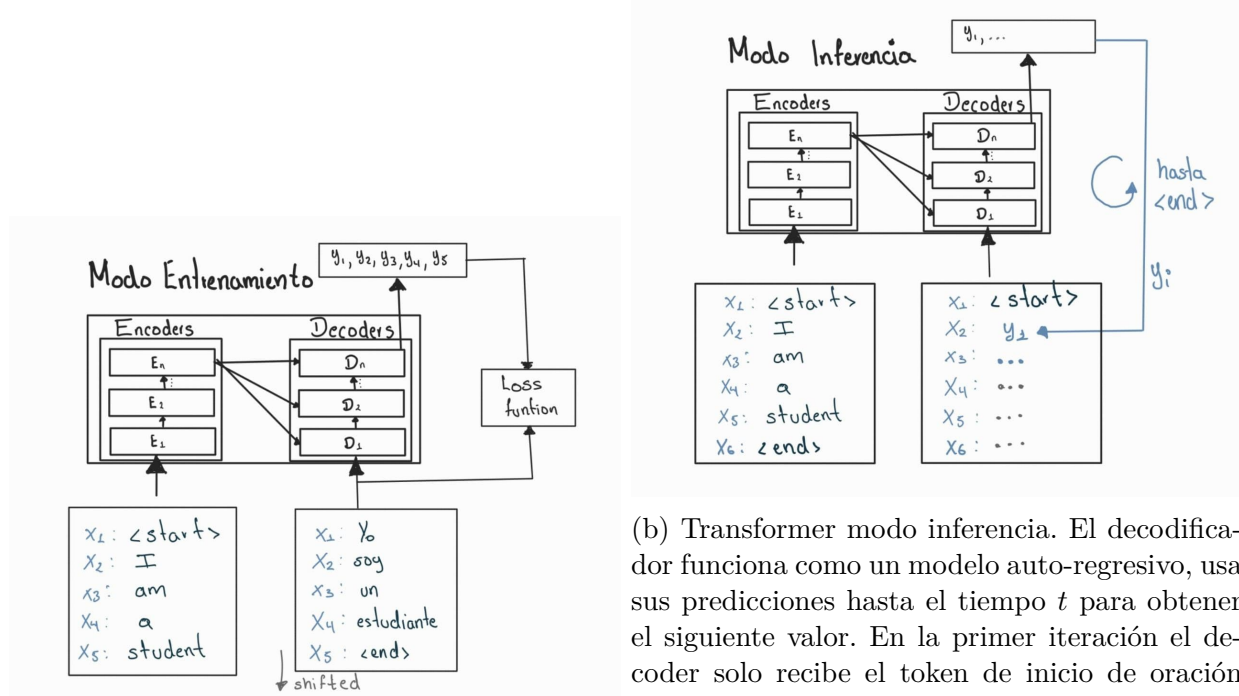 Modo Entrenamiento
y₁, y₂, y₃, y₄, y₅
Encoders
Decoders
Eₙ
E₂
E₁
Dₙ
D₂
D₁
Loss
funtion
X₁: <start>
X₂: I
X₃: am
X₄: a
X₅: student
X₁: Yo
X₂: soy
X₃: un
X₄: estudiante
X₅: <end>
shifted
Modo Inferencia
y₁, ...
Encoders
Decoders
Eₙ
E₂
E₁
Dₙ
D₂
D₁
hasta
<end>
yᵢ
X₁: <start>
X₂: I
X₃: am
X₄: a
X₅: student
X₆: <end>
X₁: <start>
X₂: y₁
X₃: ...
X₄: ...
X₅: ...
X₆: ...
(b) Transformer modo inferencia. El decodifica-
dor funciona como un modelo auto-regresivo, usa
sus predicciones hasta el tiempo t para obtener
el siguiente valor. En la primer iteración el de-
coder solo recibe el token de inicio de oración